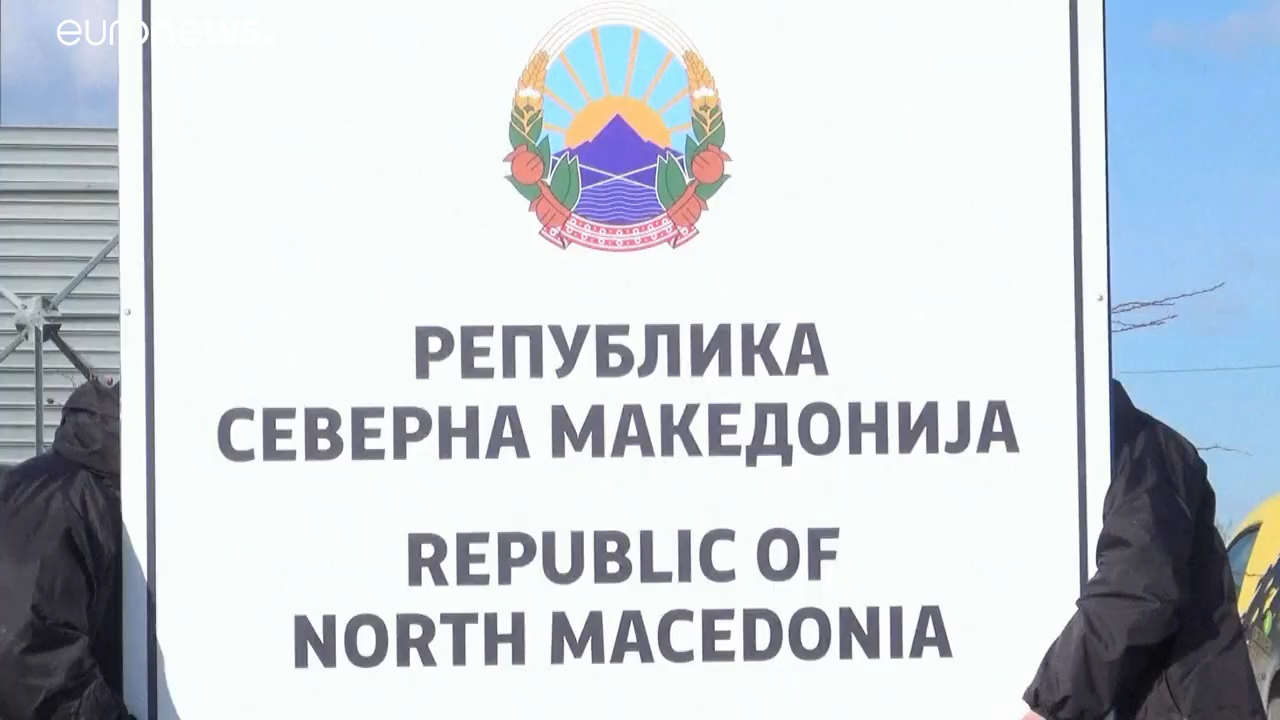 euronews.
РЕПУБЛИКА
СЕВЕРНА МАКЕДОНИЈА
REPUBLIC OF
NORTH MACEDONIA